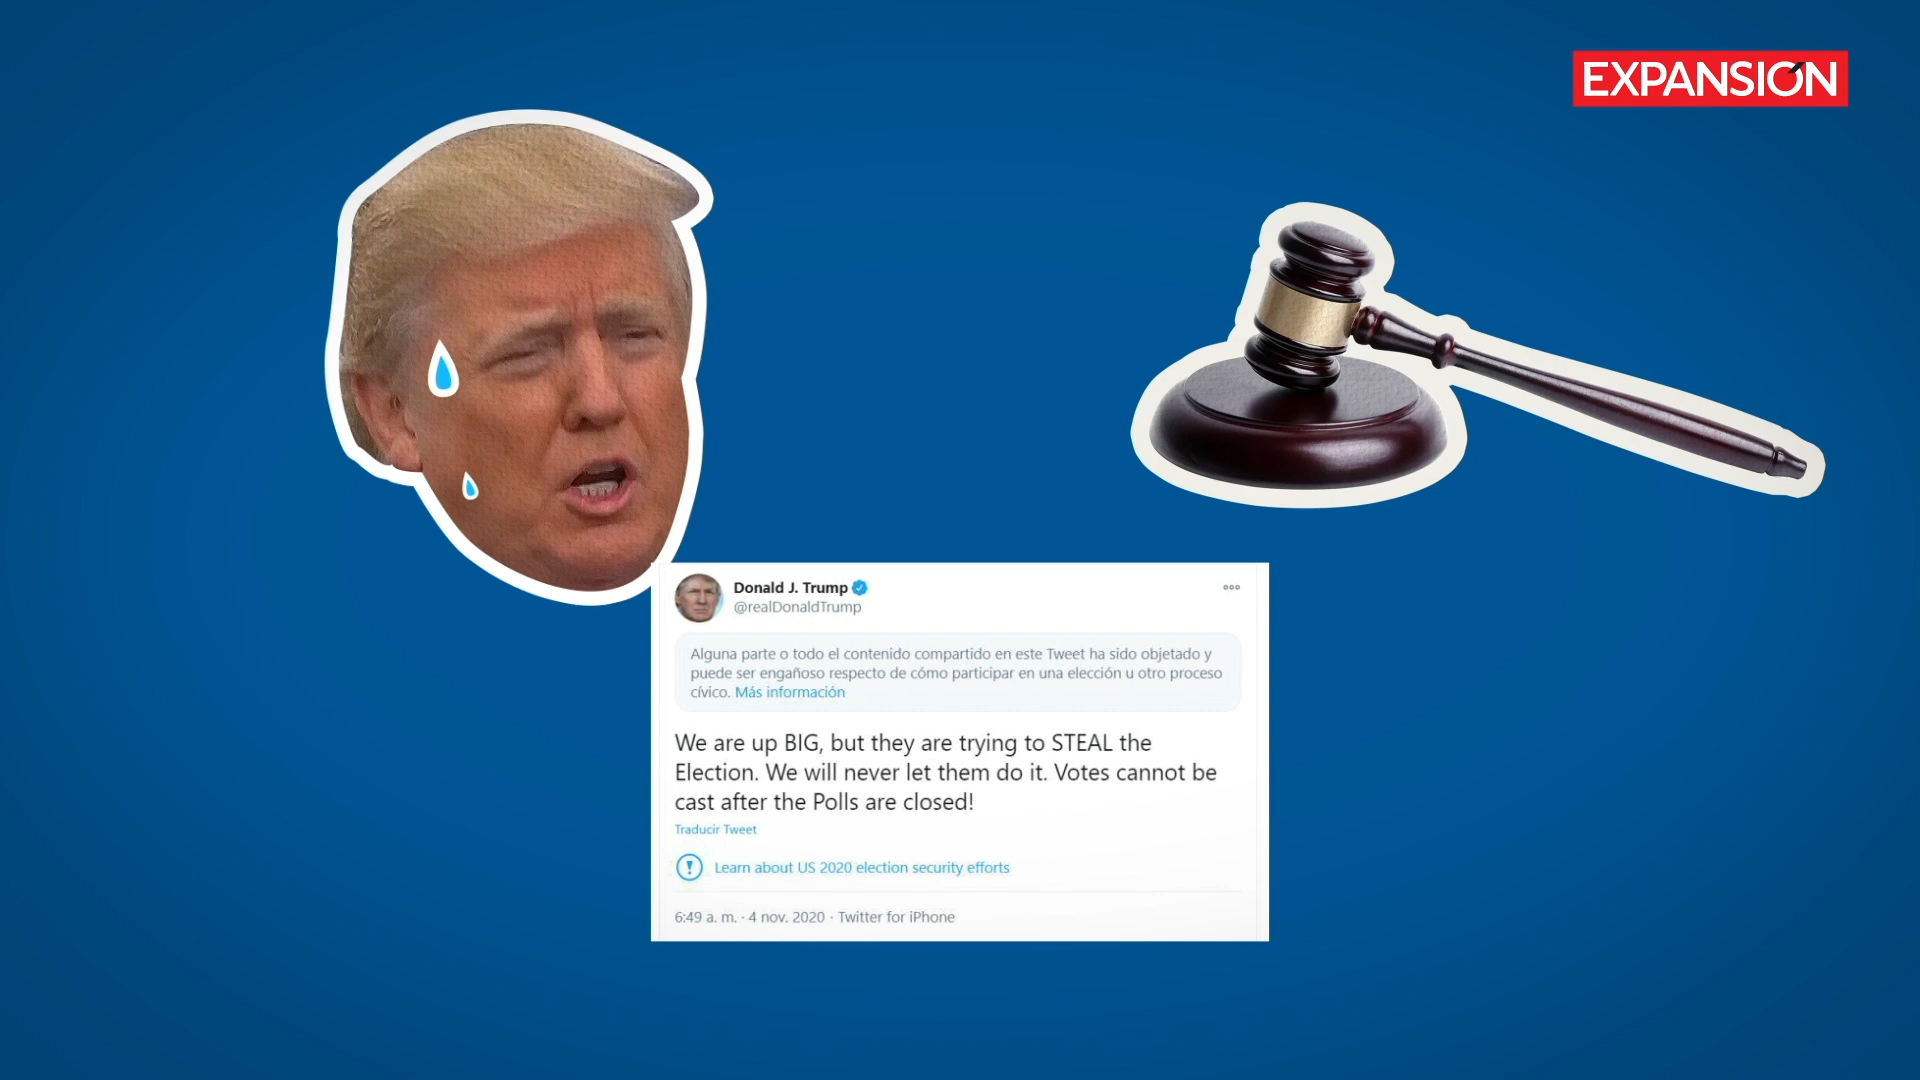 EXPANSIÓN
Donald J. Trump
@realDonaldTrump
Alguna parte o todo el contenido compartido en este Tweet ha sido objetado y
puede ser engañoso respecto de cómo participar en una elección u otro proceso
cívico. Más información
We are up BIG, but they are trying to STEAL the
Election. We will never let them do it. Votes cannot be
cast after the Polls are closed!
Traducir Tweet
Learn about US 2020 election security efforts
6:49 a. m. · 4 nov. 2020 · Twitter for iPhone